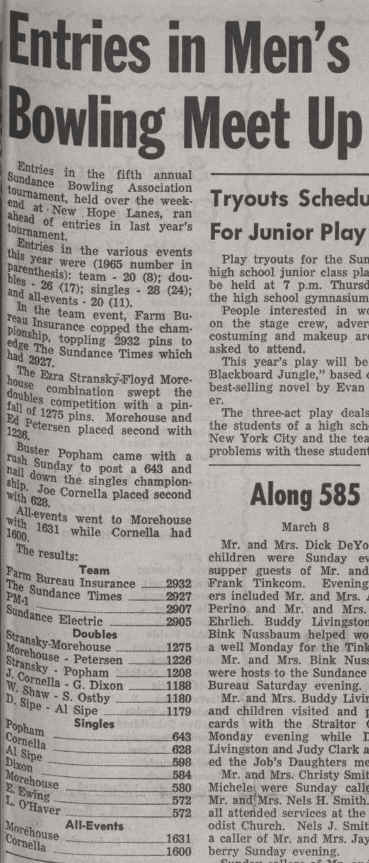 Entries in Men's
Bowling Meet Up
Entries in the fifth annual
Sundance Bowling Association
tournament, held over the week-
end at New Hope Lanes, ran
ahead of entries in last year's
tournament.
Entries in the various events
this year were (1965 number in
parenthesis): team - 20 (8); dou-
bles - 26 (17); singles - 28 (24);
and all-events - 20 (11).
In the team event, Farm Bu-
reau Insurance copped the cham-
pionship, toppling 2932 pins to
edge The Sundance Times which
had 2927.
The Ezra Stransky-Floyd More-
house combination swept the
doubles competition with a pin-
fall of 1275 pins. Morehouse and
Ed Petersen placed second with
1226.
Buster Popham came with a
rush Sunday to post a 643 and
nail down the singles champion-
ship. Joe Cornella placed second
with 628.
All-events went to Morehouse
with 1631 while Cornella had
1600.
The results:
Team
Farm Bureau Insurance 2932
The Sundance Times 2927
PM-1 2907
Sundance Electric 2905
Doubles
Stransky-Morehouse 1275
Morehouse - Petersen 1226
Stransky - Popham 1208
J. Cornella - G. Dixon 1188
W. Shaw - S. Ostby 1180
D. Sipe - Al Sipe 1179
Singles
Popham 643
Cornella 628
Al Sipe 598
Dixon 584
Morehouse 580
E. Ewing 572
L. O'Haver 572
All-Events
Morehouse 1631
Cornella 1600
Tryouts Schedu
For Junior Play
Play tryouts for the Sun
high school junior class pla
be held at 7 p.m. Thursd
the high school gymnasium
People interested in wo
on the stage crew, adver
costuming and makeup are
asked to attend.
This year's play will be
Blackboard Jungle," based
best-selling novel by Evan
er.
The three-act play deals
the students of a high scho
New York City and the tea
problems with these student
Along 585
March 8
Mr. and Mrs. Dick DeYo
children were Sunday ev
supper guests of Mr. and
Frank Tinkcom. Evening
ers included Mr. and Mrs.
Perino and Mr. and Mrs.
Ehrlich. Buddy Livingston
Bink Nussbaum helped wo
a well Monday for the Tink
Mr. and Mrs. Bink Nuss
were hosts to the Sundance
Bureau Saturday evening.
Mr. and Mrs. Buddy Livin
and children visited and p
cards with the Straltor
Monday evening while
Livingston and Judy Clark a
ed the Job's Daughters me
Mr. and Mrs. Christy Smit
Michele were Sunday calle
Mr. and Mrs. Nels H. Smith.
all attended services at the
odist Church. Nels J. Smit
a caller of Mr. and Mrs. Jay
berry Sunday evening.